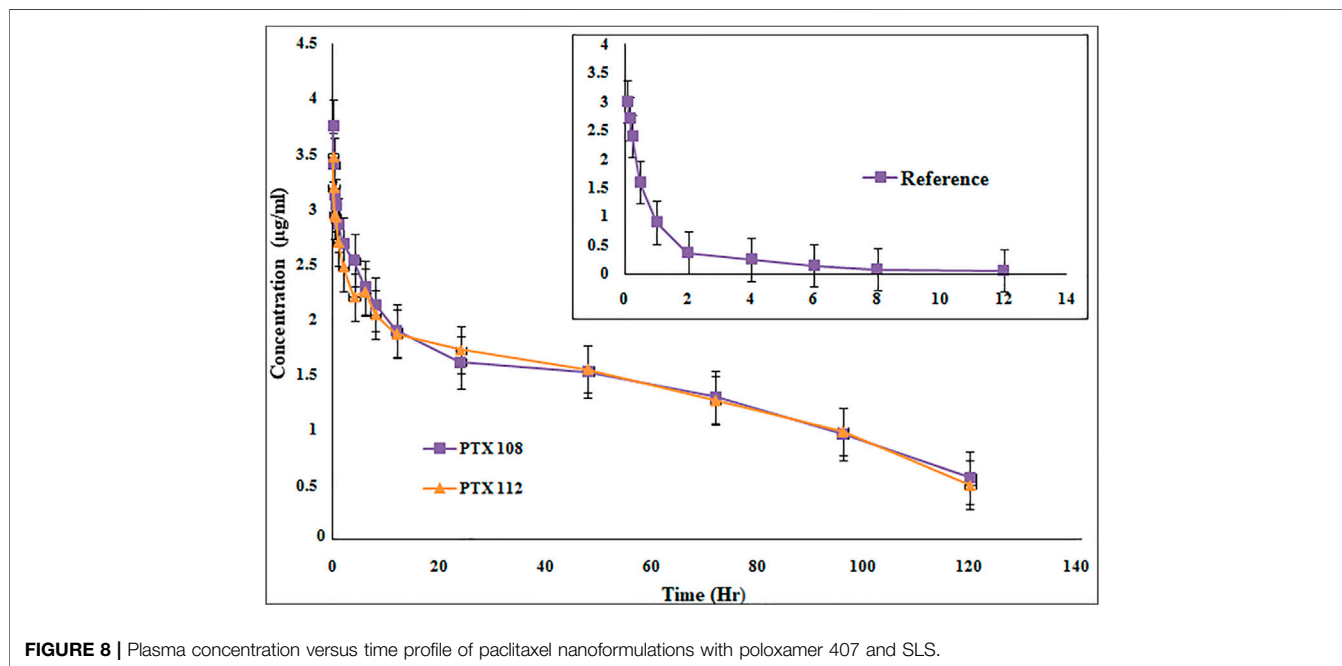 4.5
4
3.5
3
2.5
2
1.5
1
0.5
0
Concentration (µg/ml)
0 20 40 60 80 100 120 140
Time (Hr)
PTX 108
PTX 112
4
3.5
3
2.5
2
1.5
1
0.5
0
0 2 4 6 8 10 12 14
Reference
FIGURE 8 | Plasma concentration versus time profile of paclitaxel nanoformulations with poloxamer 407 and SLS.